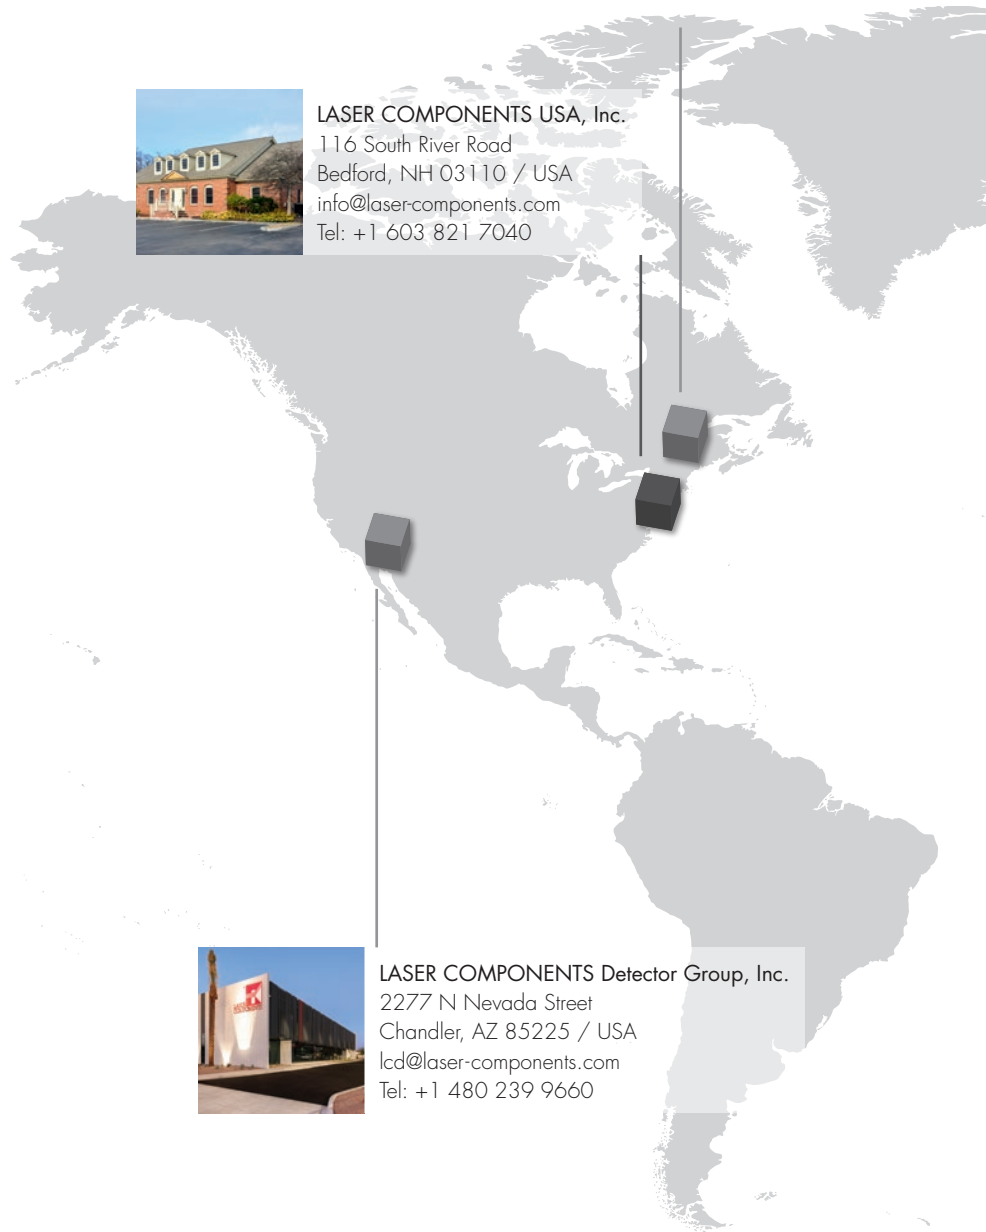 LASER COMPONENTS USA, Inc.
116 South River Road
Bedford, NH 03110 / USA
info@laser-components.com
Tel: +1 603 821 7040
LASER COMPONENTS Detector Group, Inc.
2277 N Nevada Street
Chandler, AZ 85225 / USA
lcd@laser-components.com
Tel: +1 480 239 9660